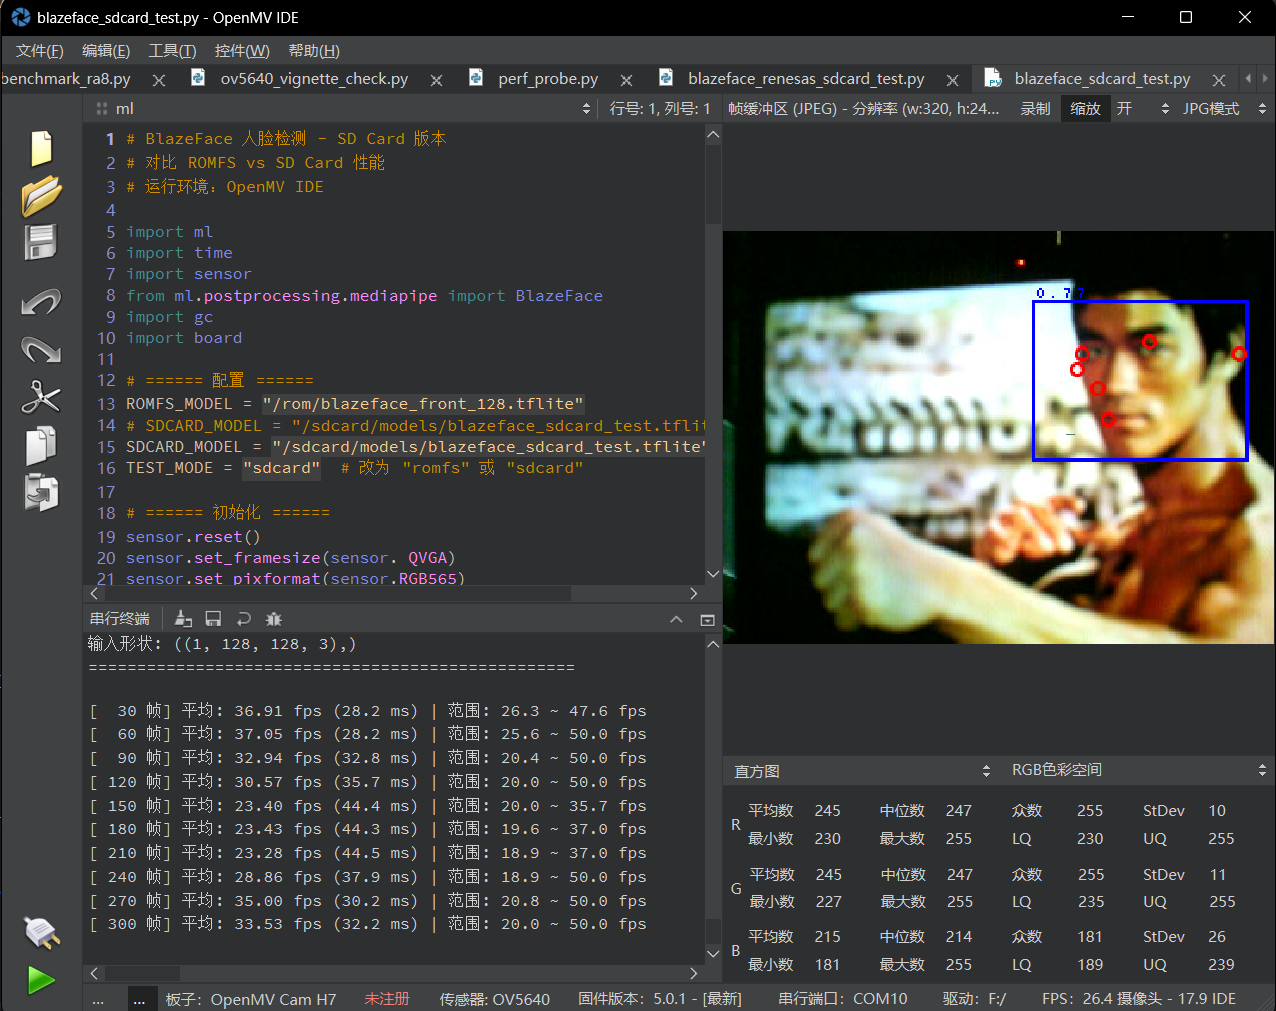 blazeface_sdcard_test.py - OpenMV IDE
文件(F) 编辑(E) 工具(T) 控件(W) 帮助(H)
benchmark_ra8.py ov5640_vignette_check.py perf_probe.py blazeface_renesas_sdcard_test.py blazeface_sdcard_test.py
ml 行号: 1, 列号: 1 帧缓冲区 (JPEG) - 分辨率 (w:320, h:24... 录制 缩放 开 JPG模式
1 # BlazeFace 人脸检测 - SD Card 版本
2 # 对比 ROMFS vs SD Card 性能
3 # 运行环境：OpenMV IDE
4
5 import ml
6 import time
7 import sensor
8 from ml.postprocessing.mediapipe import BlazeFace
9 import gc
10 import board
11
12 # ====== 配置 ======
13 ROMFS_MODEL = "/rom/blazeface_front_128.tflite"
14 # SDCARD_MODEL = "/sdcard/models/blazeface_sdcard_test.tflit
15 SDCARD_MODEL = "/sdcard/models/blazeface_sdcard_test.tflite"
16 TEST_MODE = "sdcard"  # 改为 "romfs" 或 "sdcard"
17
18 # ====== 初始化 ======
19 sensor.reset()
20 sensor.set_framesize(sensor. QVGA)
21 sensor.set_pixformat(sensor.RGB565)
0.77
串行终端
输入形状: ((1, 128, 128, 3),)
==================================================
[  30 帧] 平均: 36.91 fps (28.2 ms) | 范围: 26.3 ~ 47.6 fps
[  60 帧] 平均: 37.05 fps (28.2 ms) | 范围: 25.6 ~ 50.0 fps
[  90 帧] 平均: 32.94 fps (32.8 ms) | 范围: 20.4 ~ 50.0 fps
[ 120 帧] 平均: 30.57 fps (35.7 ms) | 范围: 20.0 ~ 50.0 fps
[ 150 帧] 平均: 23.40 fps (44.4 ms) | 范围: 20.0 ~ 35.7 fps
[ 180 帧] 平均: 23.43 fps (44.3 ms) | 范围: 19.6 ~ 37.0 fps
[ 210 帧] 平均: 23.28 fps (44.5 ms) | 范围: 18.9 ~ 37.0 fps
[ 240 帧] 平均: 28.86 fps (37.9 ms) | 范围: 18.9 ~ 50.0 fps
[ 270 帧] 平均: 35.00 fps (30.2 ms) | 范围: 20.8 ~ 50.0 fps
[ 300 帧] 平均: 33.53 fps (32.2 ms) | 范围: 20.0 ~ 50.0 fps
直方图 RGB色彩空间
R 平均数 245 中位数 247 众数 255 StDev 10
最小数 230 最大数 255 LQ 230 UQ 255
G 平均数 245 中位数 247 众数 255 StDev 11
最小数 227 最大数 255 LQ 235 UQ 255
B 平均数 215 中位数 214 众数 181 StDev 26
最小数 181 最大数 255 LQ 189 UQ 239
... ... 板子：OpenMV Cam H7 未注册 传感器: OV5640 固件版本：5.0.1 - [最新] 串行端口：COM10 驱动：F:/ FPS：26.4 摄像头 - 17.9 IDE